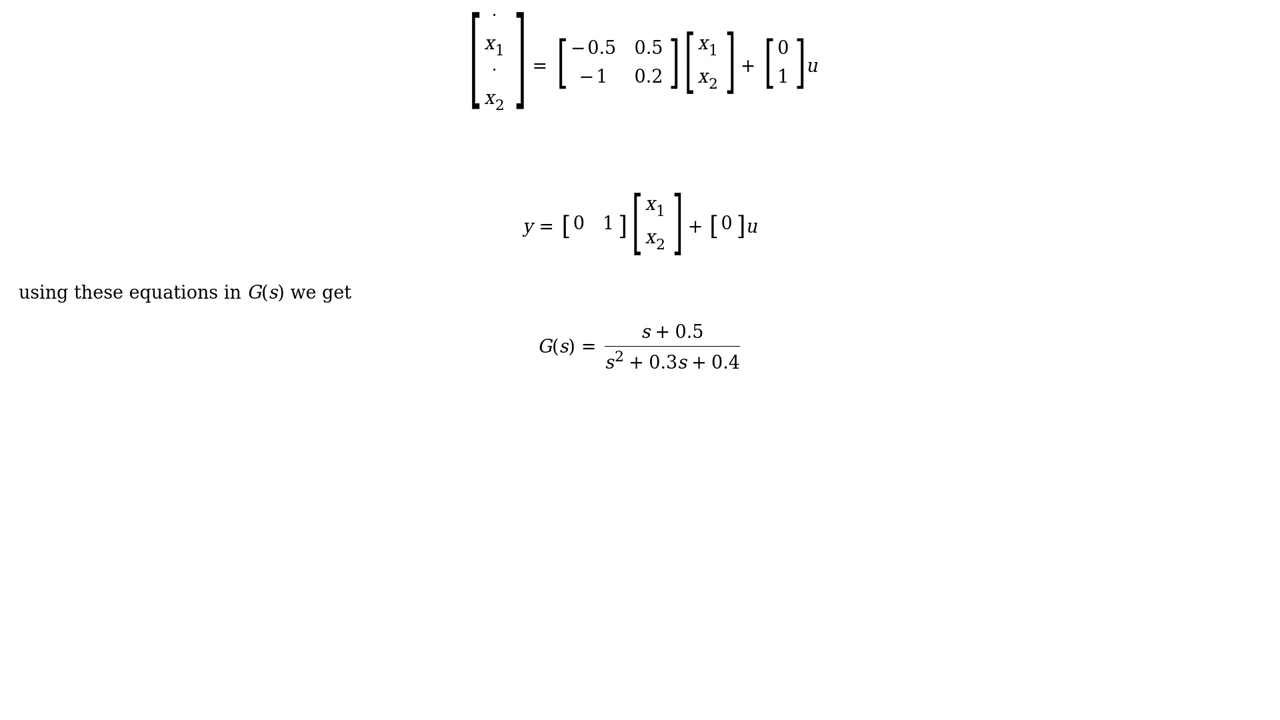 [ẋ₁ ẋ₂] = [−0.5 0.5 −1 0.2] [x₁ x₂] + [0 1] u
y = [0 1] [x₁ x₂] + [0] u
using these equations in G(s) we get
G(s) = (s + 0.5) / (s² + 0.3s + 0.4)